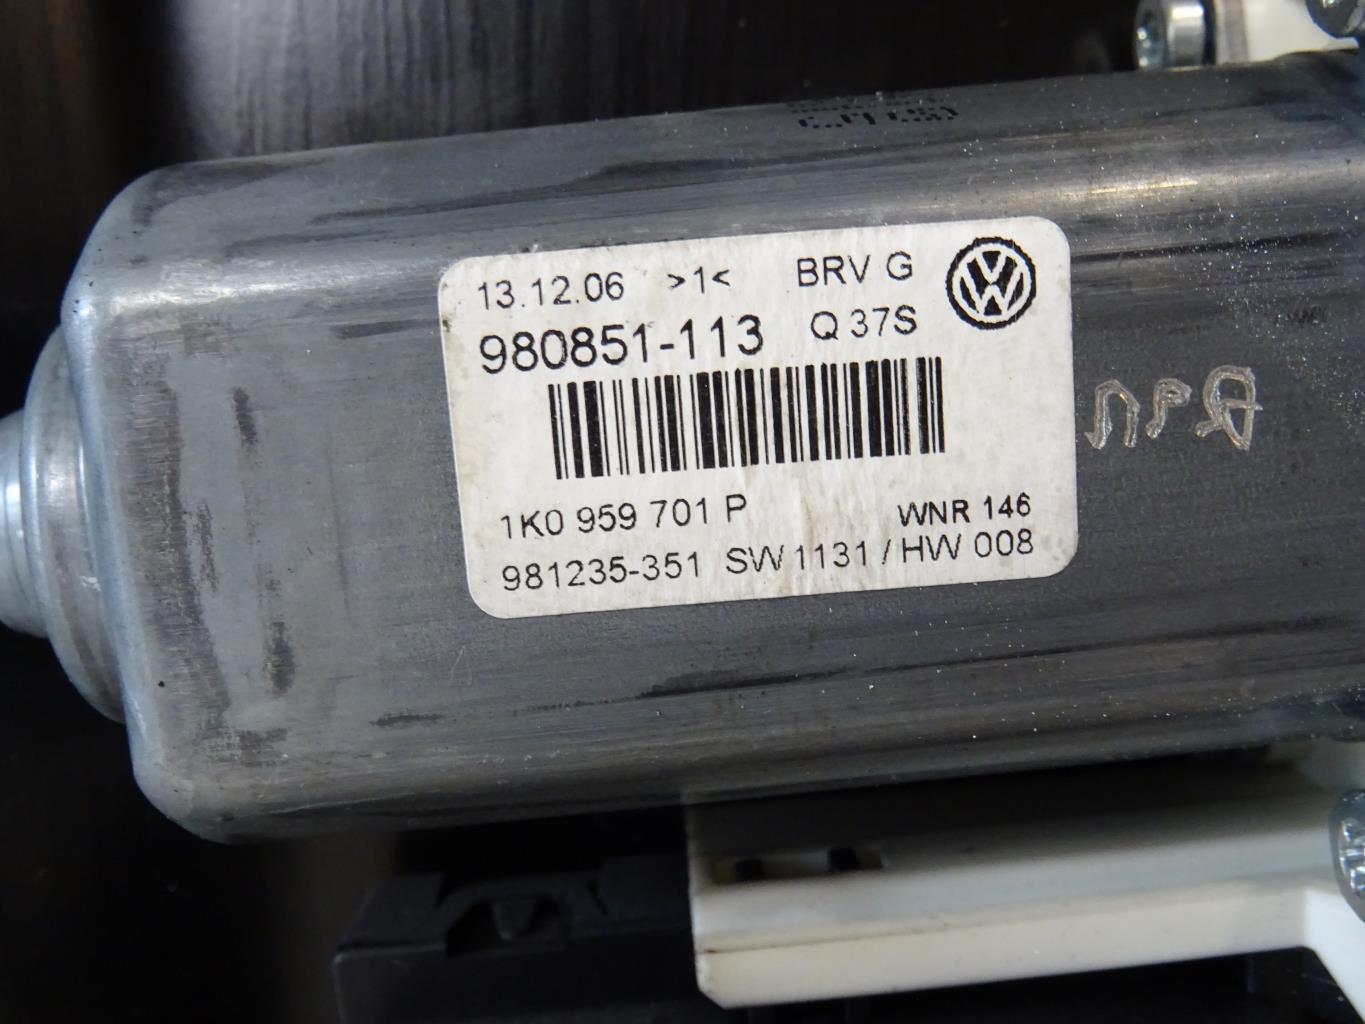 13.12.06 >1< BRV G
980851-113 Q 37S
1K0 959 701 P WNR 146
981235-351 SW 1131 / HW 008